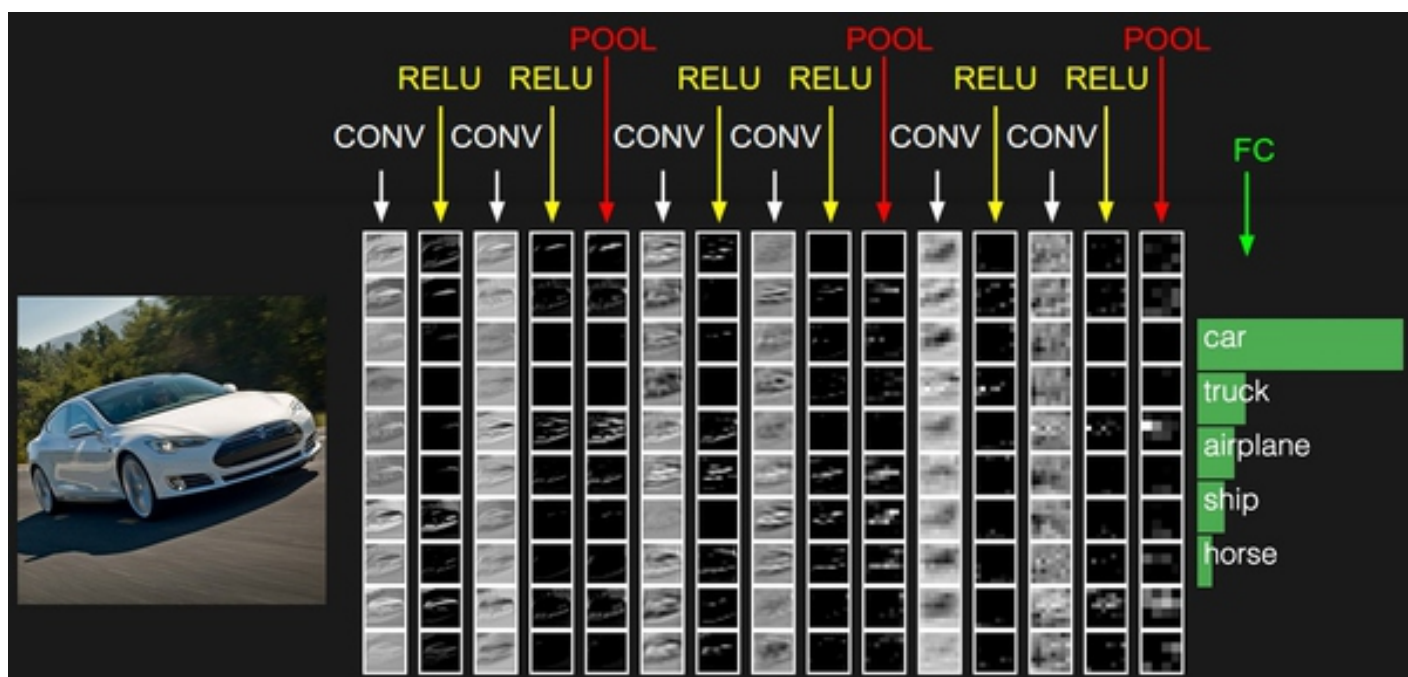 POOL POOL POOL
RELU RELU RELU RELU RELU RELU
CONV CONV CONV CONV CONV CONV
FC
car
truck
airplane
ship
horse